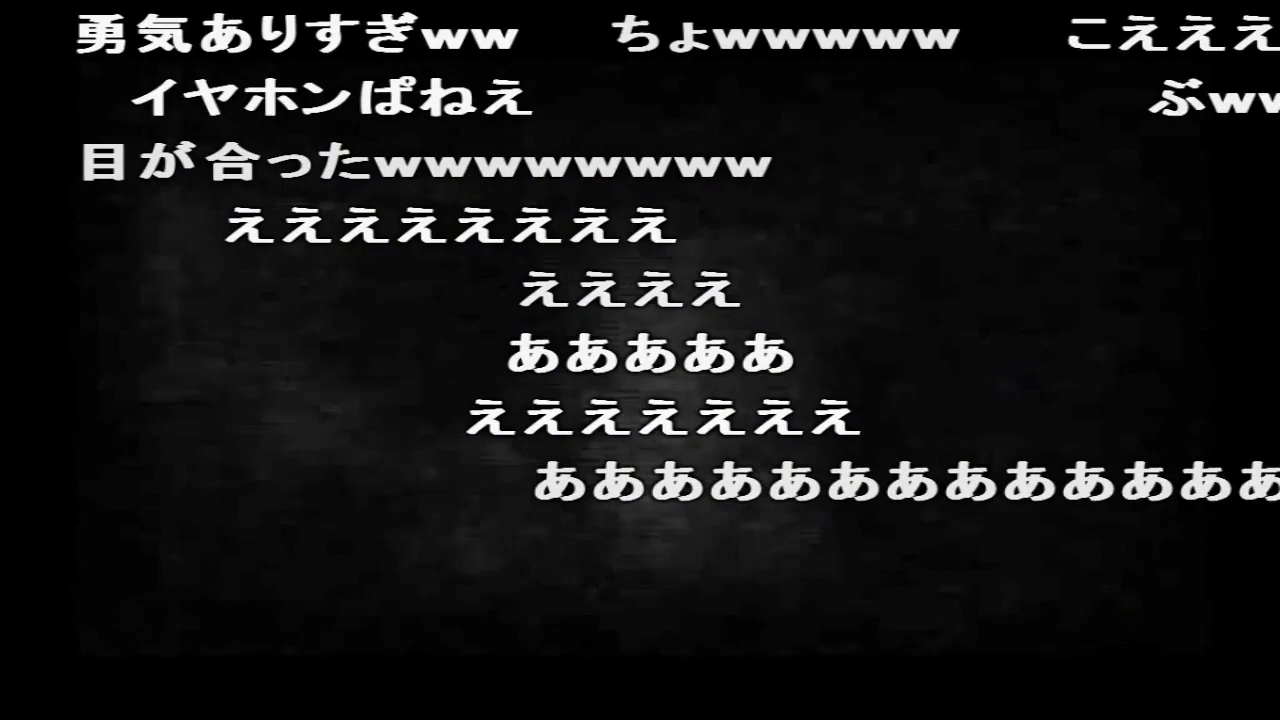 勇気ありすぎww ちょwwwww こえええ
イヤホンぱねえ ぶww
目が合ったwwwwwwwww
ええええええええ
ええええ
あああああ
えええええええ
あああああああああああああ